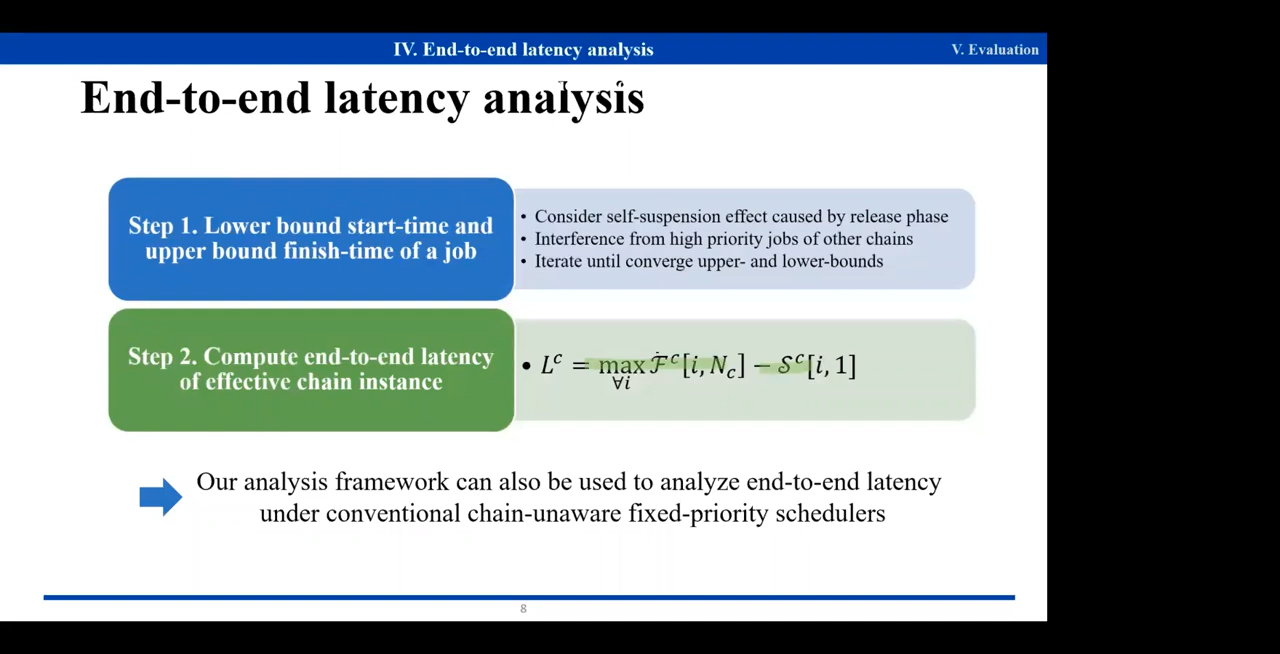 IV. End-to-end latency analysis
V. Evaluation
End-to-end latency analysis
Step 1. Lower bound start-time and
upper bound finish-time of a job
• Consider self-suspension effect caused by release phase
• Interference from high priority jobs of other chains
• Iterate until converge upper- and lower-bounds
Step 2. Compute end-to-end latency
of effective chain instance
• L^c = max_{∀i} ℱ^c[i, N_c] − 𝒮^c[i, 1]
Our analysis framework can also be used to analyze end-to-end latency
under conventional chain-unaware fixed-priority schedulers
8